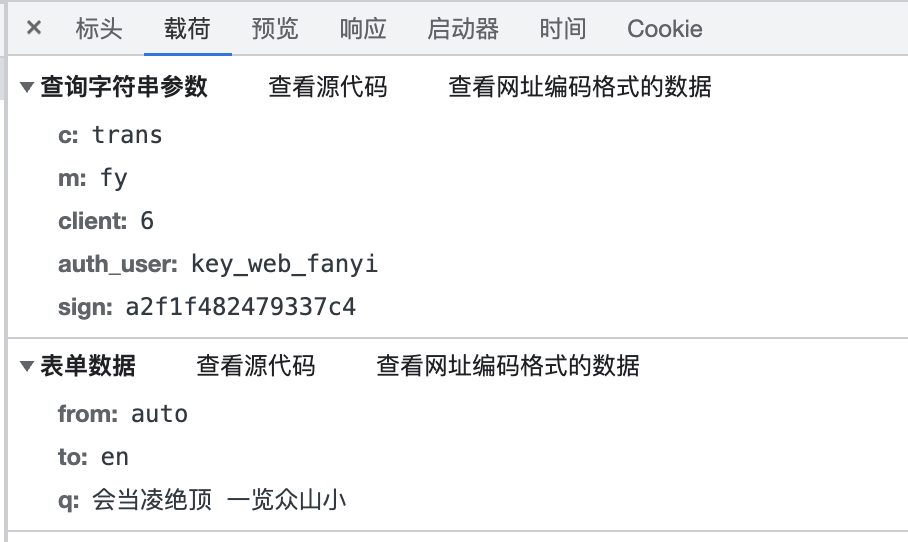 × 标头 载荷 预览 响应 启动器 时间 Cookie
▼查询字符串参数 查看源代码 查看网址编码格式的数据
c: trans
m: fy
client: 6
auth_user: key_web_fanyi
sign: a2f1f482479337c4
▼表单数据 查看源代码 查看网址编码格式的数据
from: auto
to: en
q: 会当凌绝顶 一览众山小